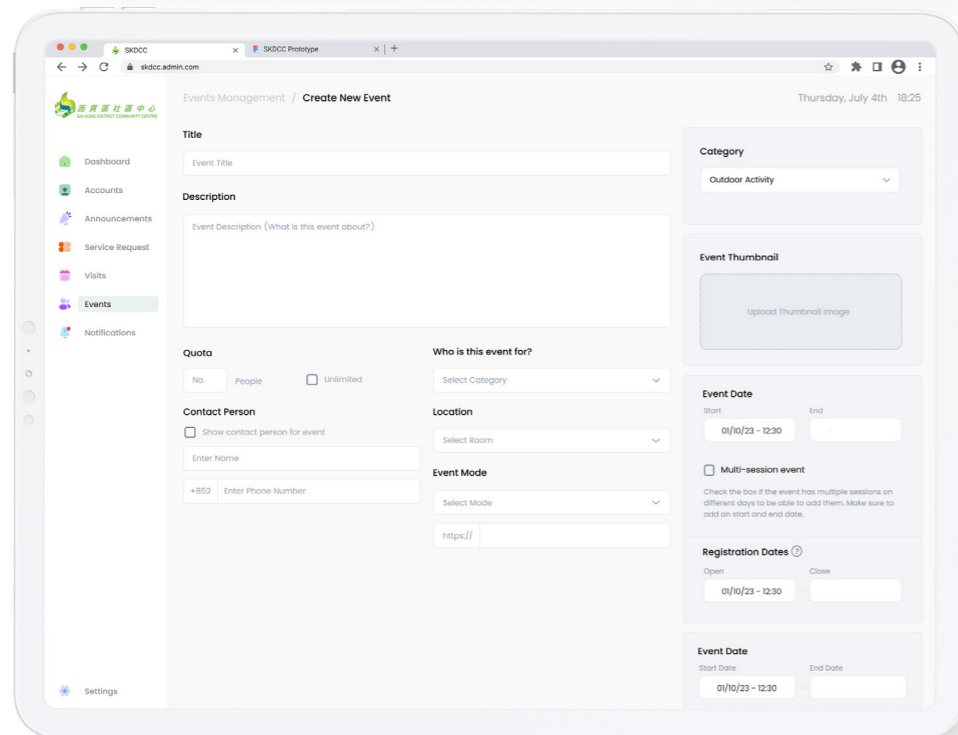 SKDCC
SKDCC Prototype
skdcc.admin.com
西貢區社區中心
SAI KUNG DISTRICT COMMUNITY CENTRE
Events Management / Create New Event
Thursday, July 4th 18:25
Dashboard
Accounts
Announcements
Service Request
Visits
Events
Notifications
Settings
Title
Event Title
Description
Event Description (What is this event about?)
Quota
No. People Unlimited
Contact Person
Show contact person for event
Enter Name
+852 Enter Phone Number
Who is this event for?
Select Category
Location
Select Room
Event Mode
Select Mode
https://
Category
Outdoor Activity
Event Thumbnail
Upload Thumbnail Image
Event Date
Start End
01/10/23 - 12:30
Multi-session event
Check the box if the event has multiple sessions on
different days to be able to add them. Make sure to
add an start and end date.
Registration Dates ?
Open Close
01/10/23 - 12:30
Event Date
Start Date End Date
01/10/23 - 12:30